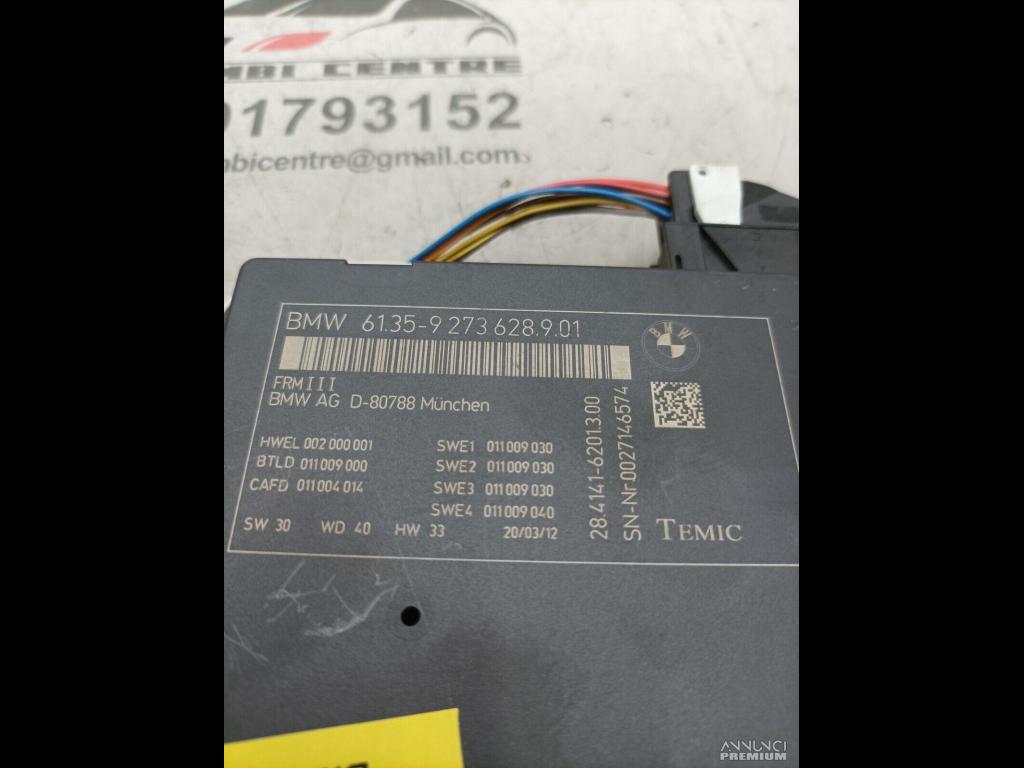 MBI CENTRE
91793152
bicentre@gmail.com
BMW 61.35-9 273 628.9.01
BMW
FRM III
BMW AG D-80788 München
HWEL 002 000 001 SWE1 011 009 030
BTLD 011 009 000 SWE2 011 009 030
CAFD 011 004 014 SWE3 011 009 030
SWE4 011 009 040
SW 30 WD 40 HW 33 20/03/12
28 4141-6201.3 00
SN-Nr 0027146574
TEMIC
ANNUNCI
PREMIUM